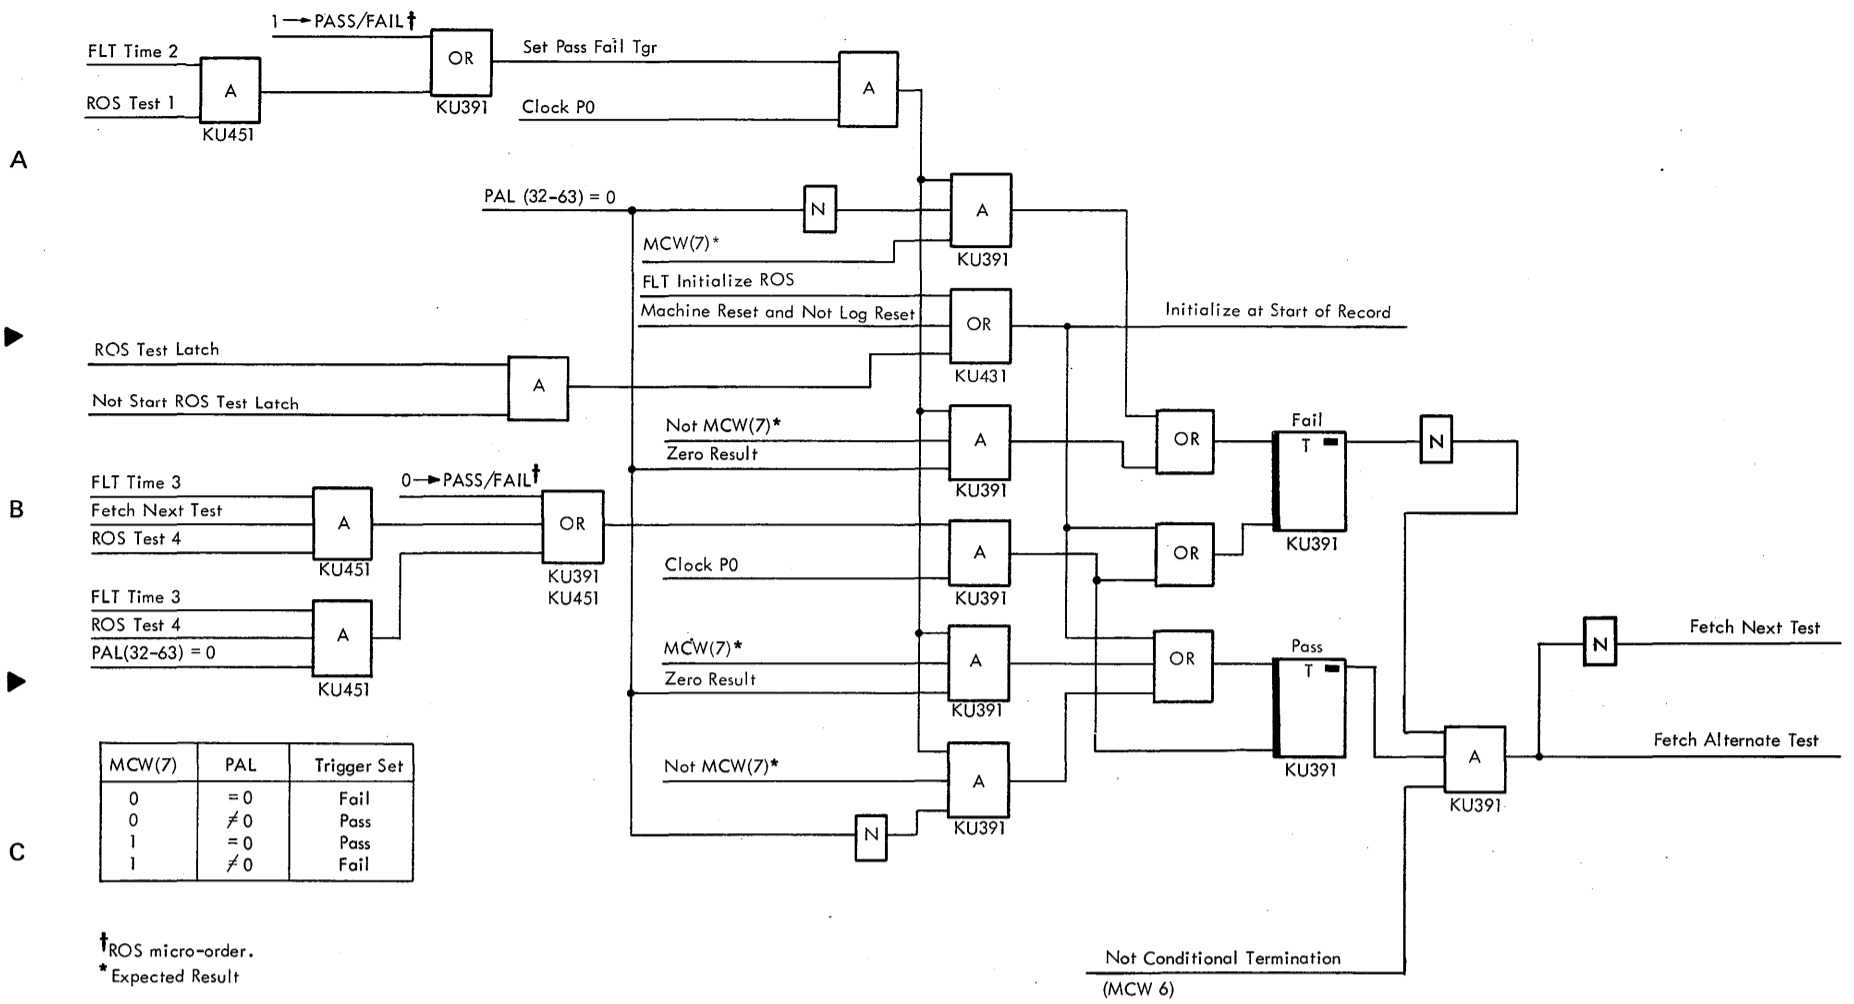 1→PASS/FAIL†
FLT Time 2
ROS Test 1
A
KU451
OR
KU391
Set Pass Fail Tgr
Clock P0
A
A
PAL (32-63) = 0
N
MCW(7)*
A
KU391
FLT Initialize ROS
Machine Reset and Not Log Reset
OR
KU431
Initialize at Start of Record
ROS Test Latch
Not Start ROS Test Latch
A
Not MCW(7)*
Zero Result
A
KU391
OR
Fail
T
KU391
N
B
FLT Time 3
Fetch Next Test
ROS Test 4
A
KU451
0→PASS/FAIL†
OR
KU391
KU451
Clock P0
A
KU391
OR
FLT Time 3
ROS Test 4
PAL(32-63) = 0
A
KU451
MCW(7)*
Zero Result
A
KU391
OR
Pass
T
KU391
N
Fetch Next Test
Fetch Alternate Test
A
KU391
Not MCW(7)*
A
KU391
N
C
MCW(7) PAL Trigger Set
0 =0 Fail
0 ≠0 Pass
1 =0 Pass
1 ≠0 Fail
†ROS micro-order.
*Expected Result
Not Conditional Termination
(MCW 6)